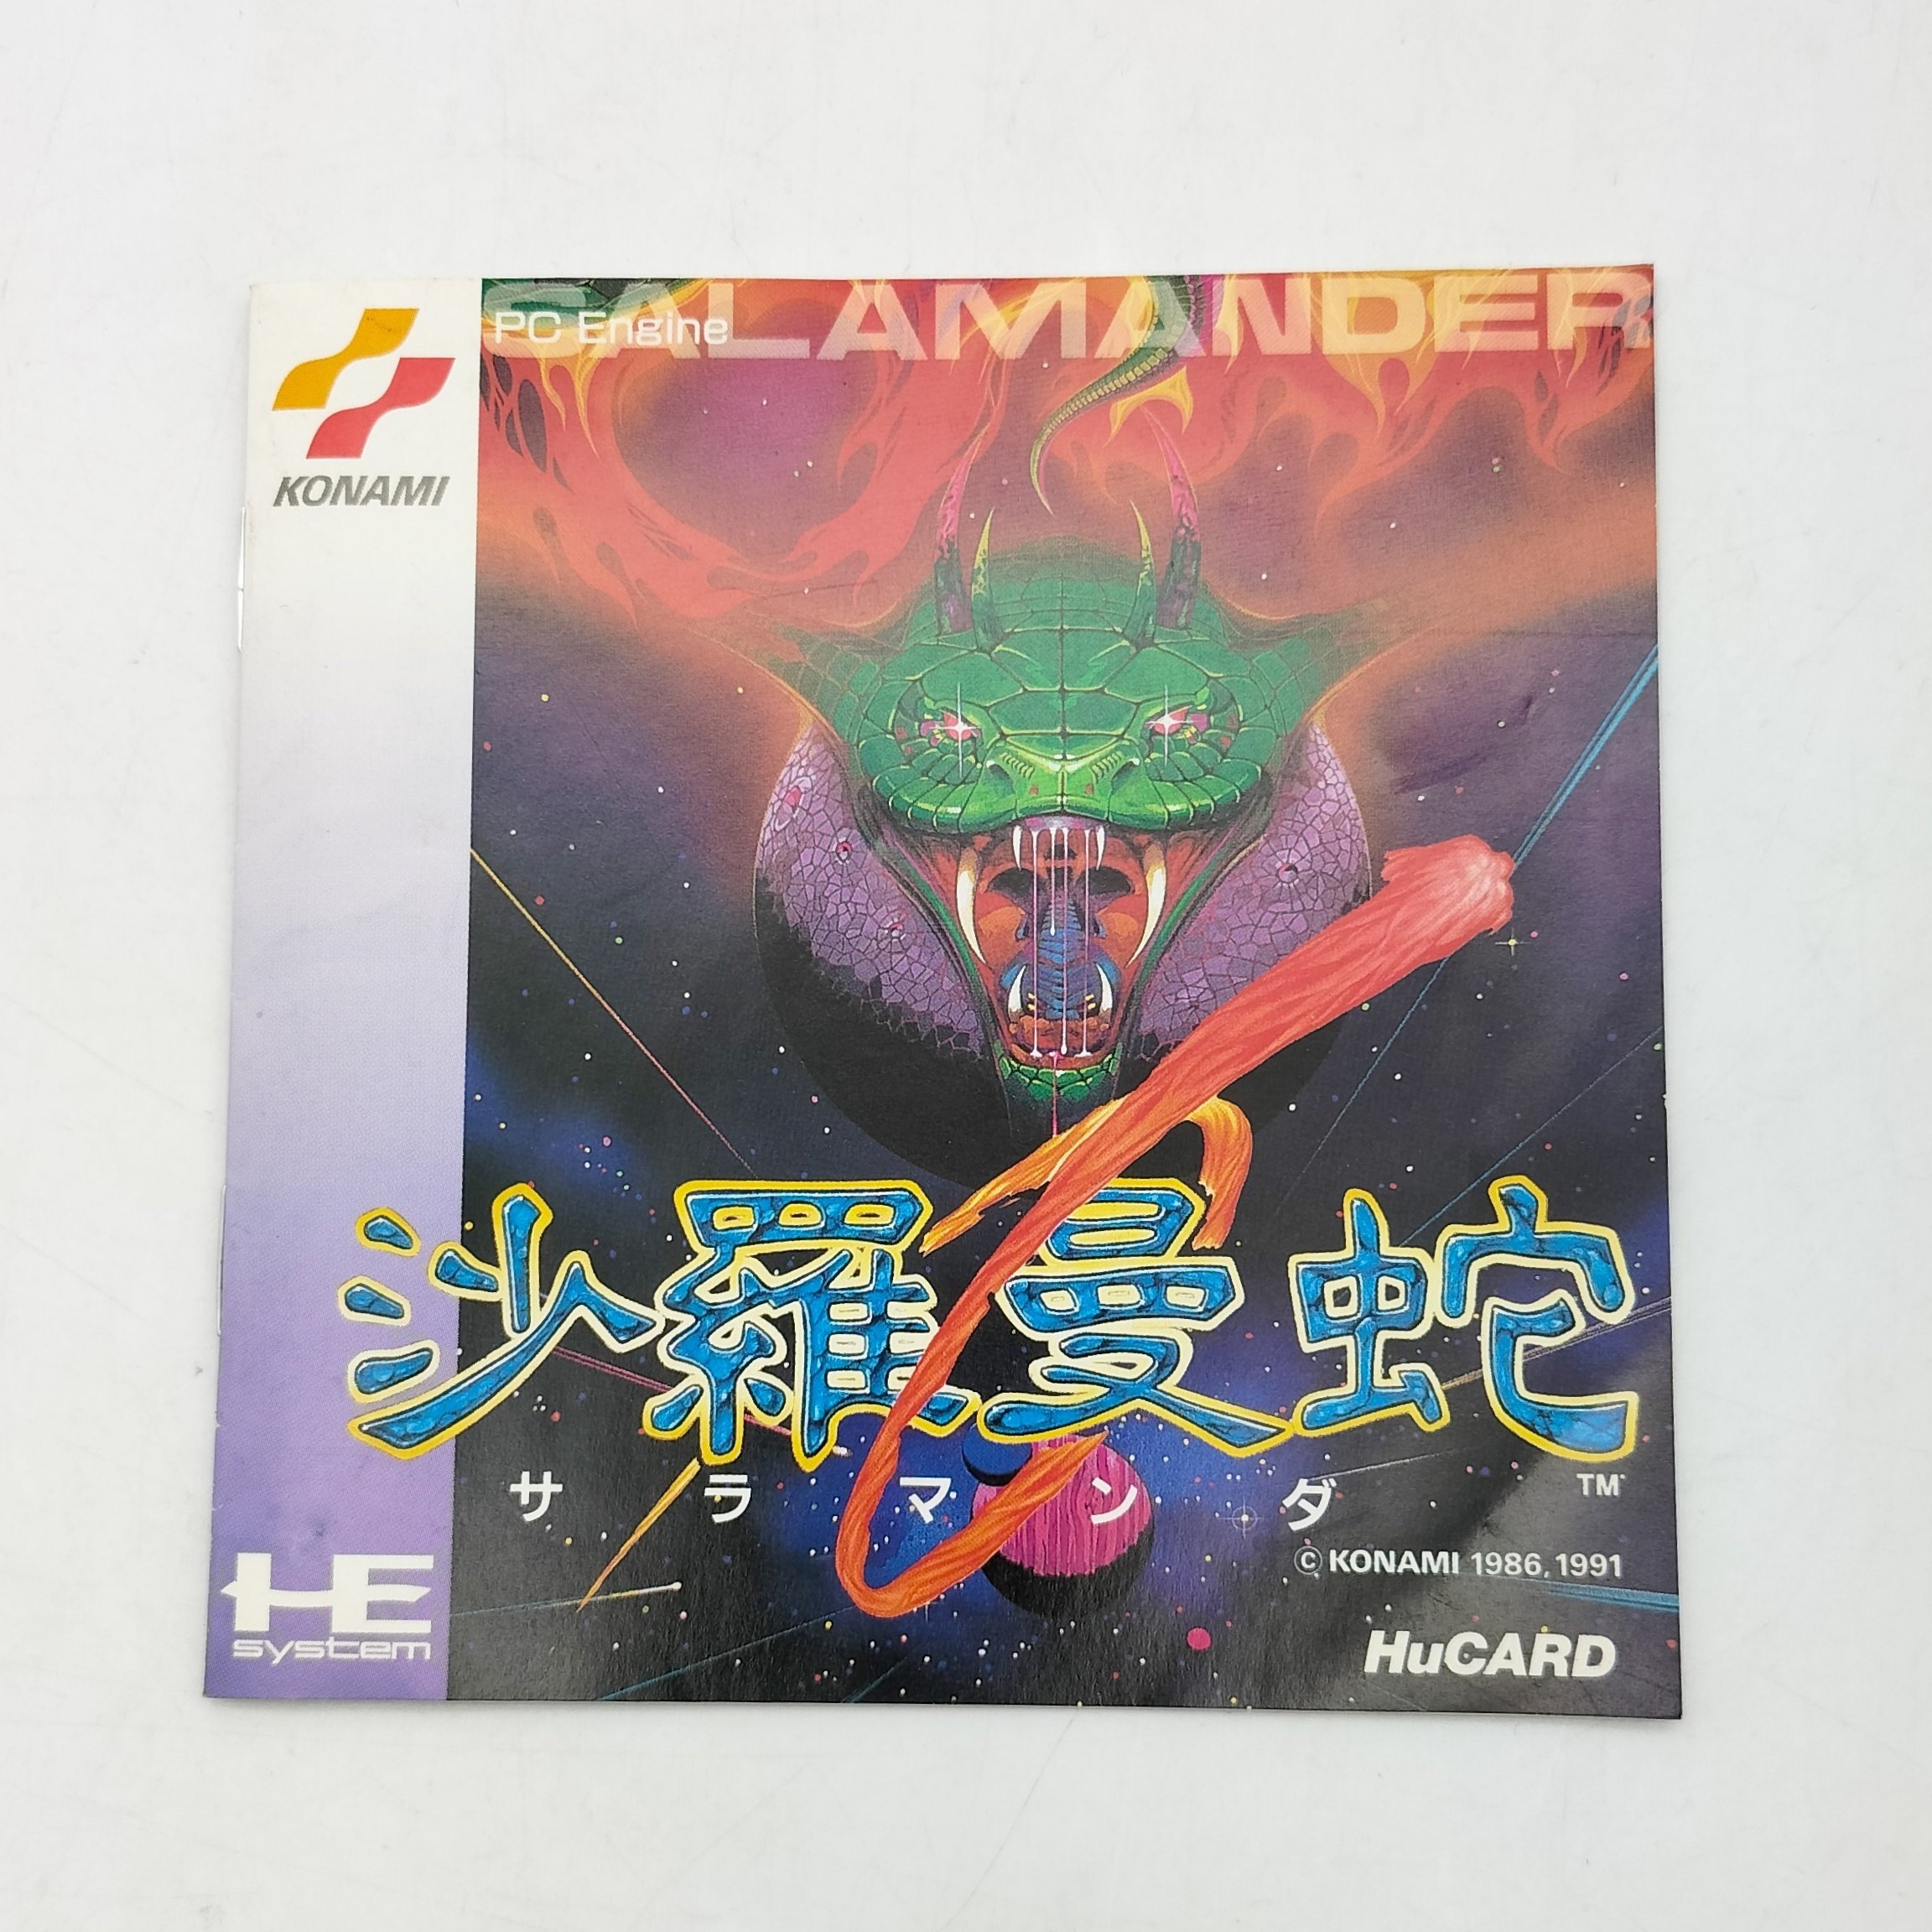 SALAMANDER
PC Engine
KONAMI
沙羅曼蛇
サラマンダ
TM
© KONAMI 1986, 1991
HE
system
HuCARD